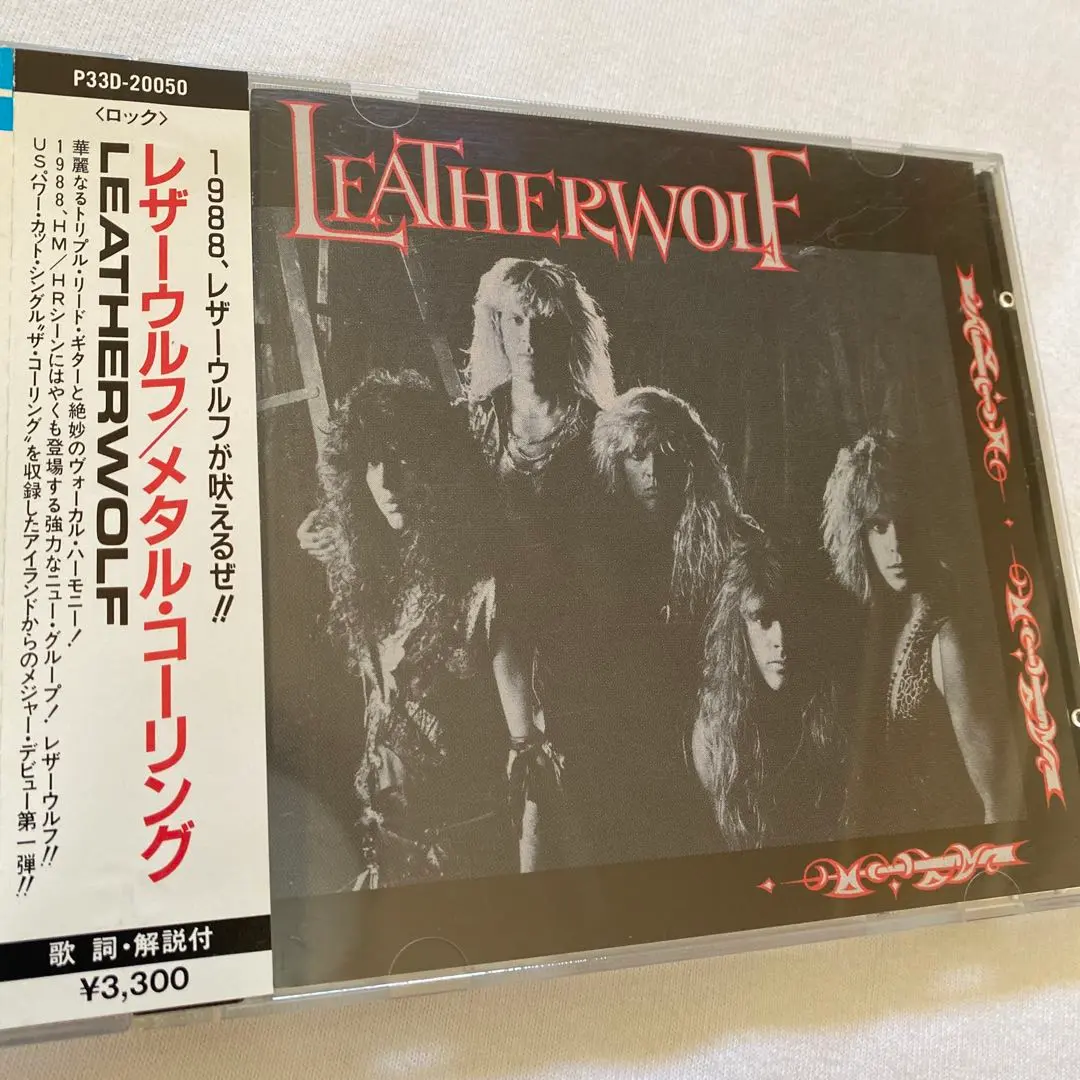 P33D-20050
〈ロック〉
1988、レザーウルフが吠えるぜ!!
レザーウルフ/メタル・コーリング
LEATHERWOLF
華麗なるトリプル・リード・ギターと絶妙のヴォーカル・ハーモニー!
1988、HM/HRシーンにはやくも登場する強力なニュー・グループ! レザーウルフ!!
USパワー・カット・シングル“ザ・コーリング”を収録したアイランドからのメジャー・デビュー第一弾!!
歌 詞・解説付
¥3,300
LEATHERWOLF